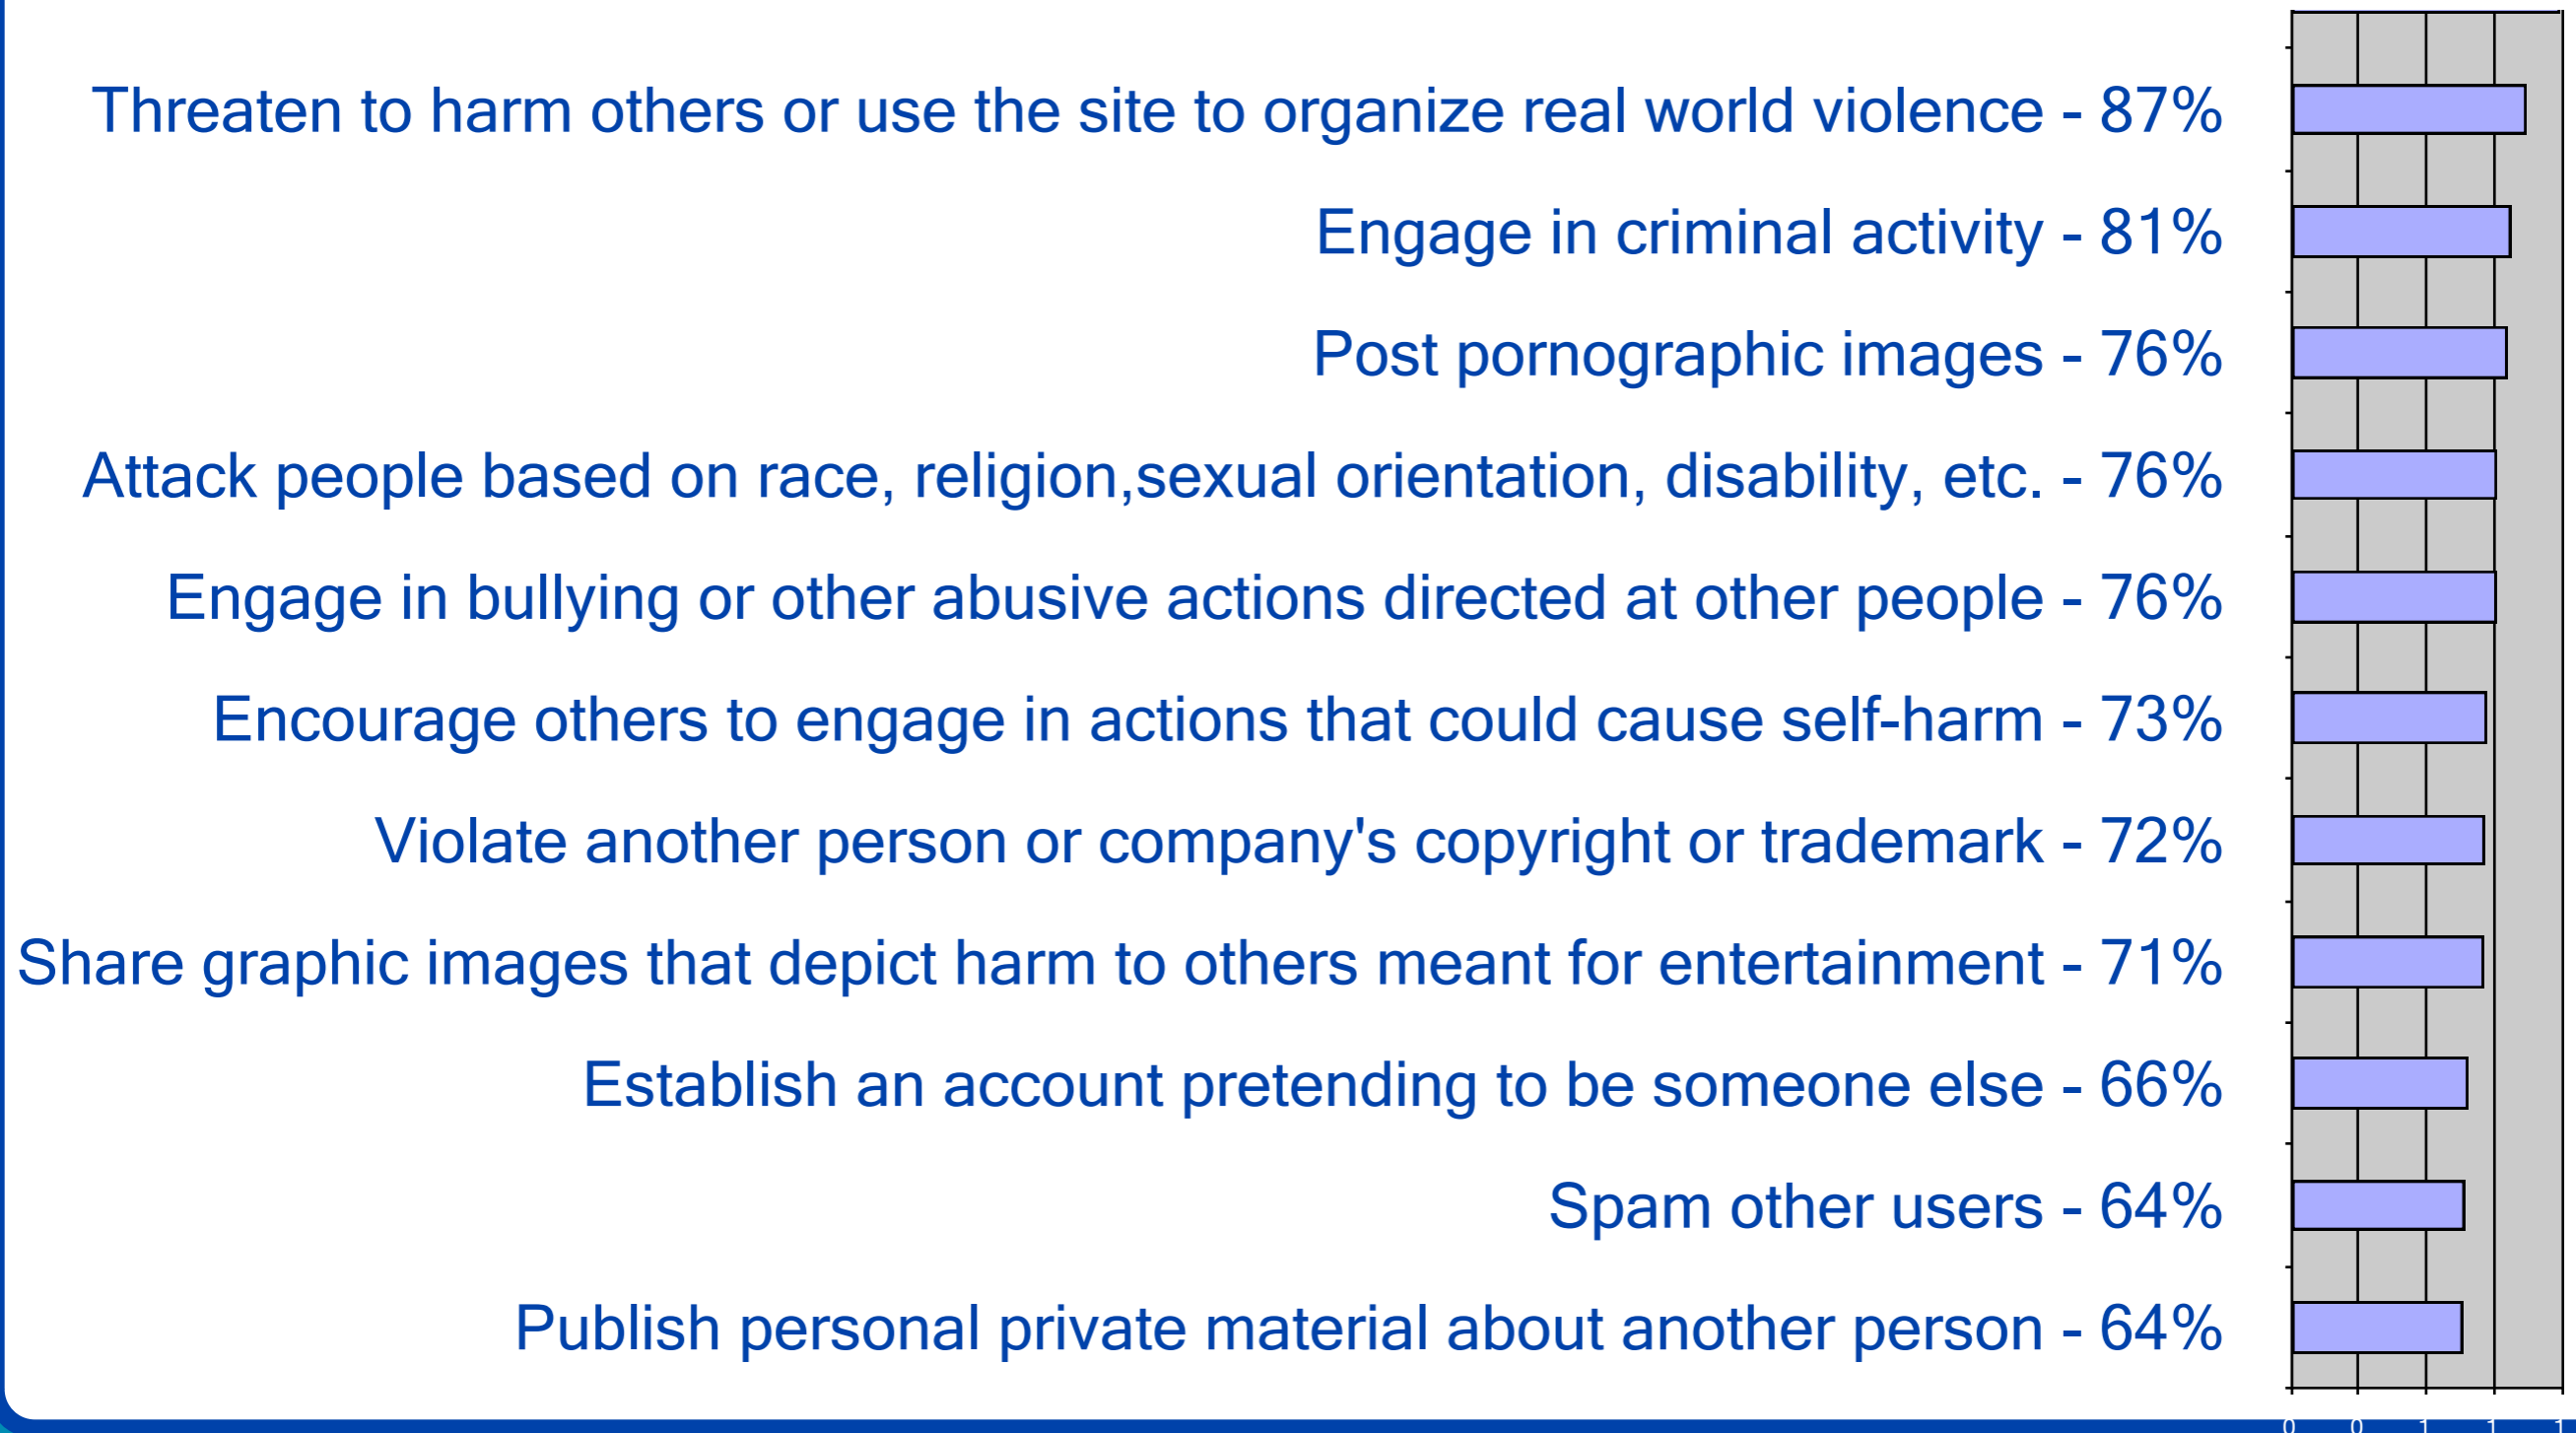 Threaten to harm others or use the site to organize real world violence - 87%
Engage in criminal activity - 81%
Post pornographic images - 76%
Attack people based on race, religion,sexual orientation, disability, etc. - 76%
Engage in bullying or other abusive actions directed at other people - 76%
Encourage others to engage in actions that could cause self-harm - 73%
Violate another person or company's copyright or trademark - 72%
Share graphic images that depict harm to others meant for entertainment - 71%
Establish an account pretending to be someone else - 66%
Spam other users - 64%
Publish personal private material about another person - 64%
0 0 1 1 1